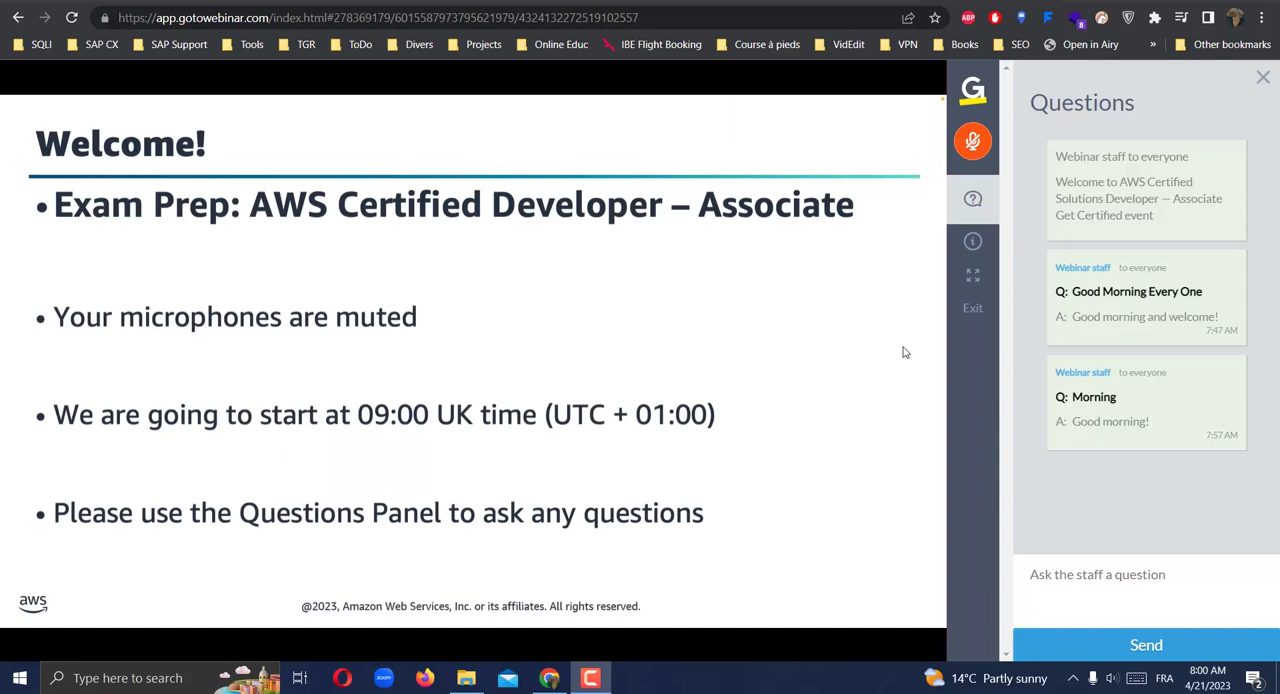 https://app.gotowebinar.com/index.html#278369179/6015587973795621979/4324132272519102557
ABP
8
SQLI
SAP CX
SAP Support
Tools
TGR
ToDo
Divers
Projects
Online Educ
IBE Flight Booking
Course à pieds
VidEdit
VPN
Books
SEO
Open in Airy
»
Other bookmarks
Welcome!
• Exam Prep: AWS Certified Developer – Associate
• Your microphones are muted
• We are going to start at 09:00 UK time (UTC + 01:00)
• Please use the Questions Panel to ask any questions
aws
@2023, Amazon Web Services, Inc. or its affiliates. All rights reserved.
G
Exit
Questions
Webinar staff to everyone
Welcome to AWS Certified
Solutions Developer — Associate
Get Certified event
Webinar staff to everyone
Q: Good Morning Every One
A: Good morning and welcome!
7:47 AM
Webinar staff to everyone
Q: Morning
A: Good morning!
7:57 AM
Ask the staff a question
Send
Type here to search
zoom
14°C Partly sunny
FRA
8:00 AM
4/21/2023
2